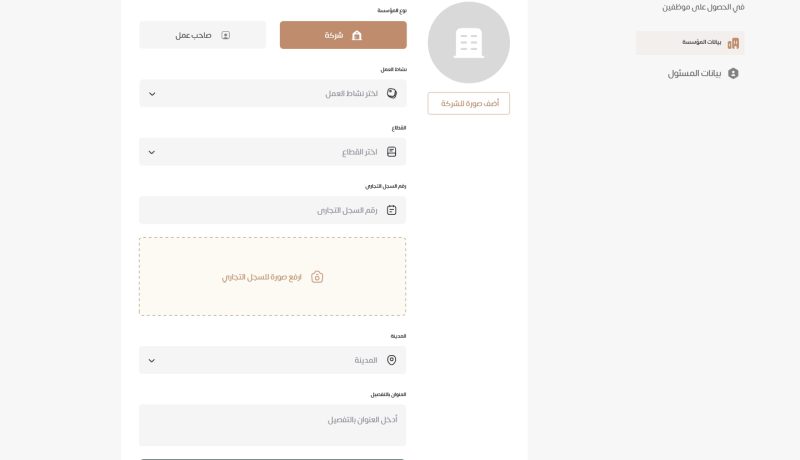 في الحصول على موظفين
بيانات المؤسسة
بيانات المسئول
أضف صورة للشركة
نوع المؤسسة
شركة
صاحب عمل
نشاط العمل
اختر نشاط العمل
القطاع
اختر القطاع
رقم السجل التجاري
رقم السجل التجاري
ارفع صورة للسجل التجاري
المدينة
المدينة
العنوان بالتفصيل
أدخل العنوان بالتفصيل